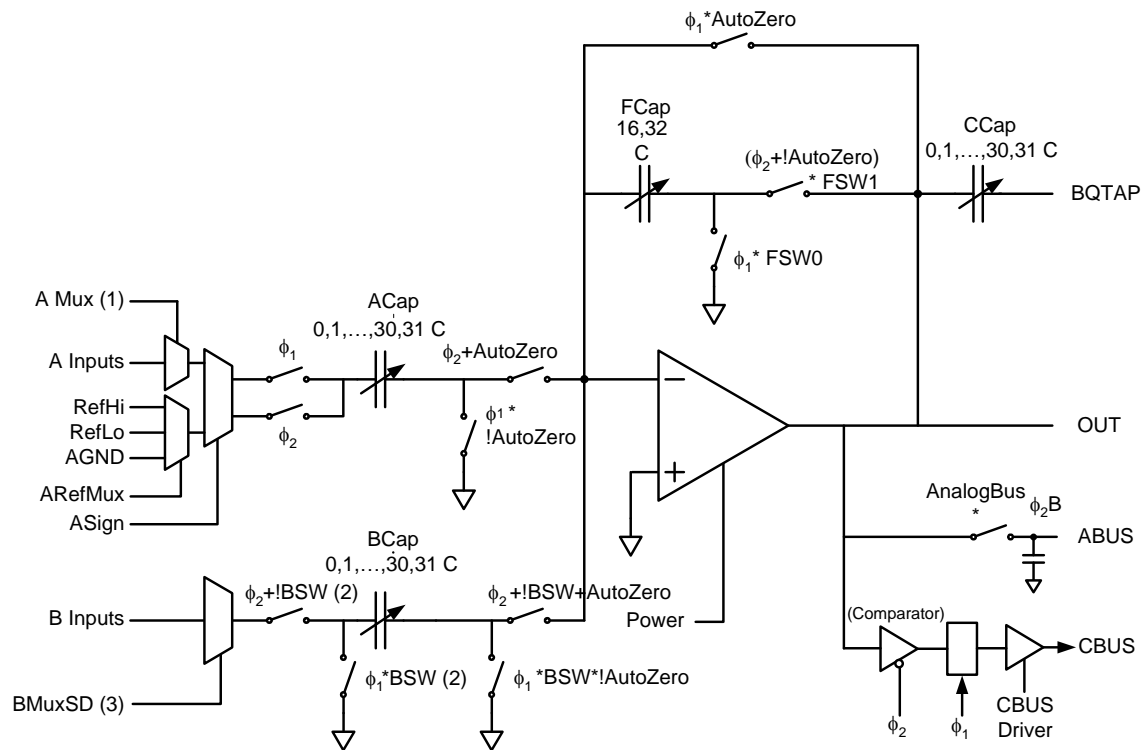 ϕ1*AutoZero
FCap
16,32
C
CCap
0,1,…,30,31 C
(ϕ2+!AutoZero)
* FSW1
BQTAP
ϕ1* FSW0
A Mux (1)
ACap
0,1,…,30,31 C
ϕ2+AutoZero
A Inputs
ϕ1
RefHi
RefLo
AGND
ϕ2
ϕ1 *
!AutoZero
ARefMux
ASign
OUT
AnalogBus
*
ϕ2B
ABUS
BCap
0,1,…,30,31 C
ϕ2+!BSW (2)
ϕ2+!BSW+AutoZero
B Inputs
Power
(Comparator)
CBUS
ϕ1*BSW (2)
ϕ1 *BSW*!AutoZero
BMuxSD (3)
ϕ2
ϕ1
CBUS
Driver